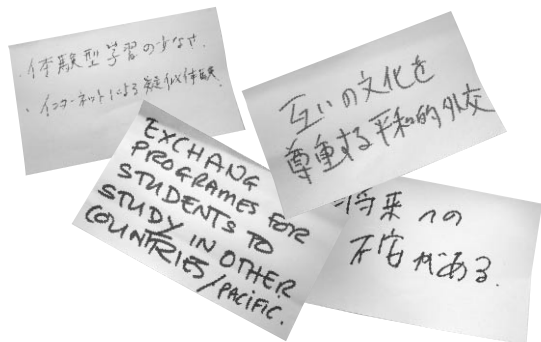 ・体験型学習の少なさ.
・インターネットによる疑似体験.
互いの文化を
尊重する平和的外交
EXCHANG
PROGRAMES FOR
STUDENTS TO
STUDY IN OTHER
COUNTRIES/PACIFIC.
将来への
不安がある.